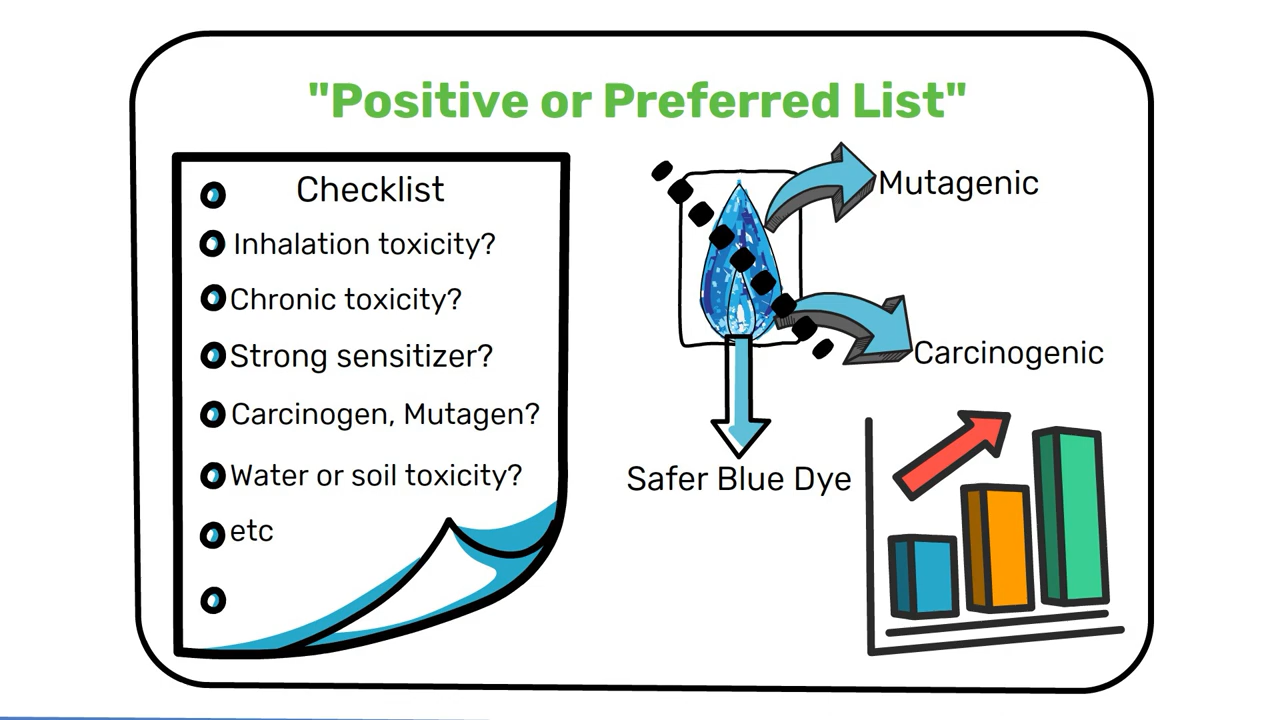 "Positive or Preferred List"
Checklist
Inhalation toxicity?
Chronic toxicity?
Strong sensitizer?
Carcinogen, Mutagen?
Water or soil toxicity?
etc
Mutagenic
Carcinogenic
Safer Blue Dye